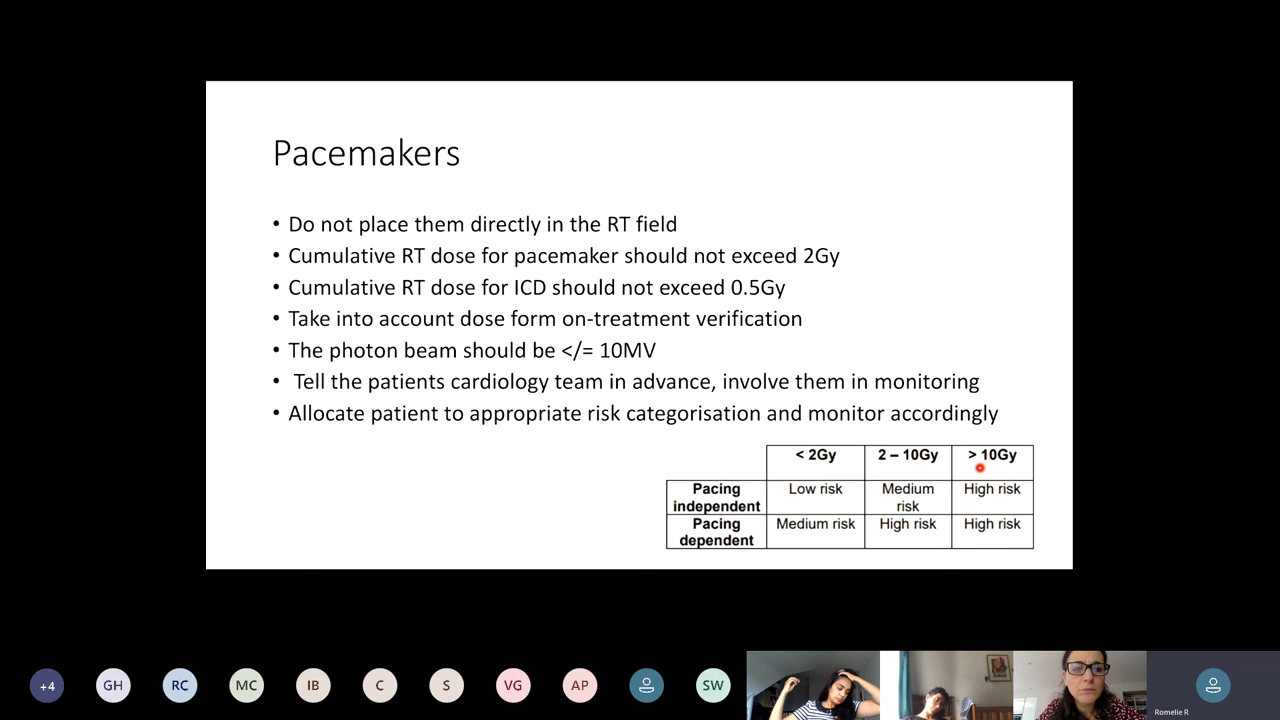 Pacemakers
• Do not place them directly in the RT field
• Cumulative RT dose for pacemaker should not exceed 2Gy
• Cumulative RT dose for ICD should not exceed 0.5Gy
• Take into account dose form on-treatment verification
• The photon beam should be </= 10MV
• Tell the patients cardiology team in advance, involve them in monitoring
• Allocate patient to appropriate risk categorisation and monitor accordingly
< 2Gy 2 – 10Gy > 10Gy
Pacing independent Low risk Medium risk High risk
Pacing dependent Medium risk High risk High risk
+4 GH RC MC IB C S VG AP SW
Romelie R